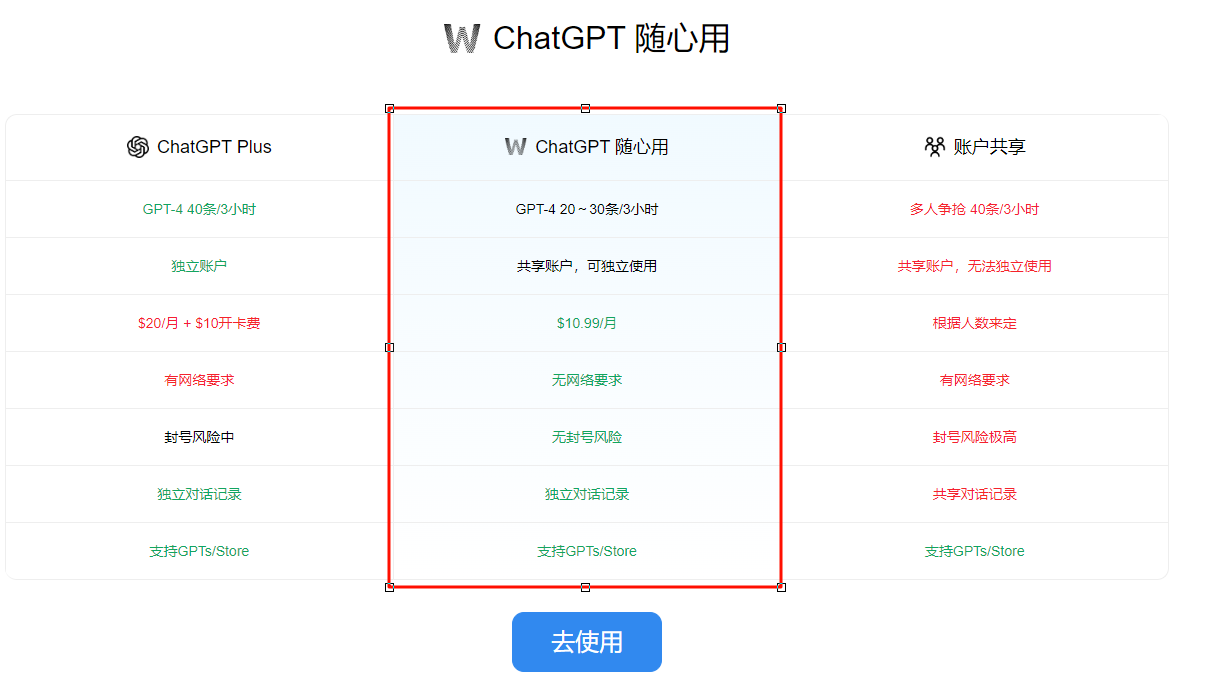 ChatGPT 随心用
ChatGPT Plus
ChatGPT 随心用
账户共享
GPT-4 40条/3小时
GPT-4 20～30条/3小时
多人争抢 40条/3小时
独立账户
共享账户，可独立使用
共享账户，无法独立使用
$20/月 + $10开卡费
$10.99/月
根据人数来定
有网络要求
无网络要求
有网络要求
封号风险中
无封号风险
封号风险极高
独立对话记录
独立对话记录
共享对话记录
支持GPTs/Store
支持GPTs/Store
支持GPTs/Store
去使用